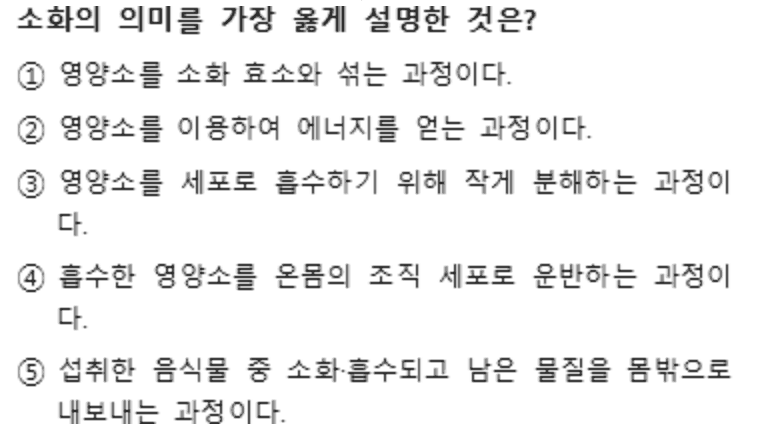 소화의 의미를 가장 옳게 설명한 것은?
① 영양소를 소화 효소와 섞는 과정이다.
② 영양소를 이용하여 에너지를 얻는 과정이다.
③ 영양소를 세포로 흡수하기 위해 작게 분해하는 과정이
다.
④ 흡수한 영양소를 온몸의 조직 세포로 운반하는 과정이
다.
⑤ 섭취한 음식물 중 소화·흡수되고 남은 물질을 몸밖으로
내보내는 과정이다.